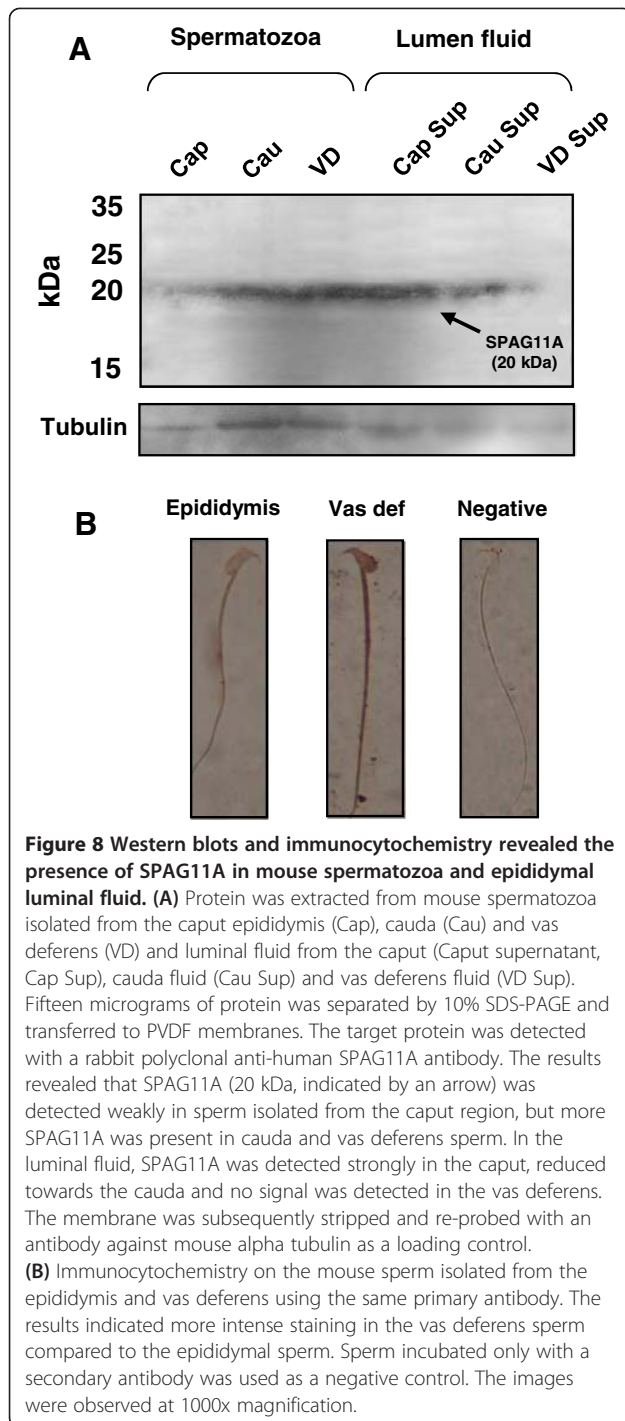 A
Spermatozoa Lumen fluid
Cap Cau VD Cap Sup Cau Sup VD Sup
35
25
20
15
kDa
SPAG11A
(20 kDa)
Tubulin
B
Epididymis Vas def Negative
Figure 8 Western blots and immunocytochemistry revealed the
presence of SPAG11A in mouse spermatozoa and epididymal
luminal fluid. (A) Protein was extracted from mouse spermatozoa
isolated from the caput epididymis (Cap), cauda (Cau) and vas
deferens (VD) and luminal fluid from the caput (Caput supernatant,
Cap Sup), cauda fluid (Cau Sup) and vas deferens fluid (VD Sup).
Fifteen micrograms of protein was separated by 10% SDS-PAGE and
transferred to PVDF membranes. The target protein was detected
with a rabbit polyclonal anti-human SPAG11A antibody. The results
revealed that SPAG11A (20 kDa, indicated by an arrow) was
detected weakly in sperm isolated from the caput region, but more
SPAG11A was present in cauda and vas deferens sperm. In the
luminal fluid, SPAG11A was detected strongly in the caput, reduced
towards the cauda and no signal was detected in the vas deferens.
The membrane was subsequently stripped and re-probed with an
antibody against mouse alpha tubulin as a loading control.
(B) Immunocytochemistry on the mouse sperm isolated from the
epididymis and vas deferens using the same primary antibody. The
results indicated more intense staining in the vas deferens sperm
compared to the epididymal sperm. Sperm incubated only with a
secondary antibody was used as a negative control. The images
were observed at 1000x magnification.